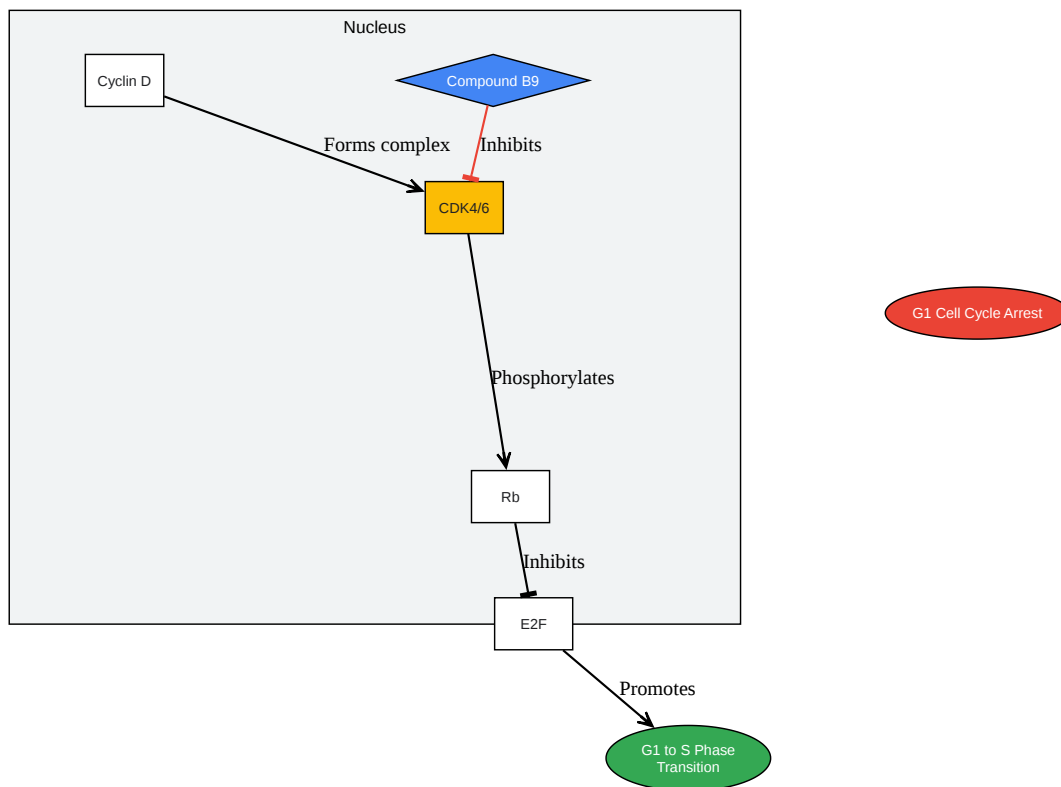 Nucleus
Cyclin D
Compound B9
Forms complex
Inhibits
CDK4/6
G1 Cell Cycle Arrest
Phosphorylates
Rb
Inhibits
E2F
Promotes
G1 to S Phase
Transition